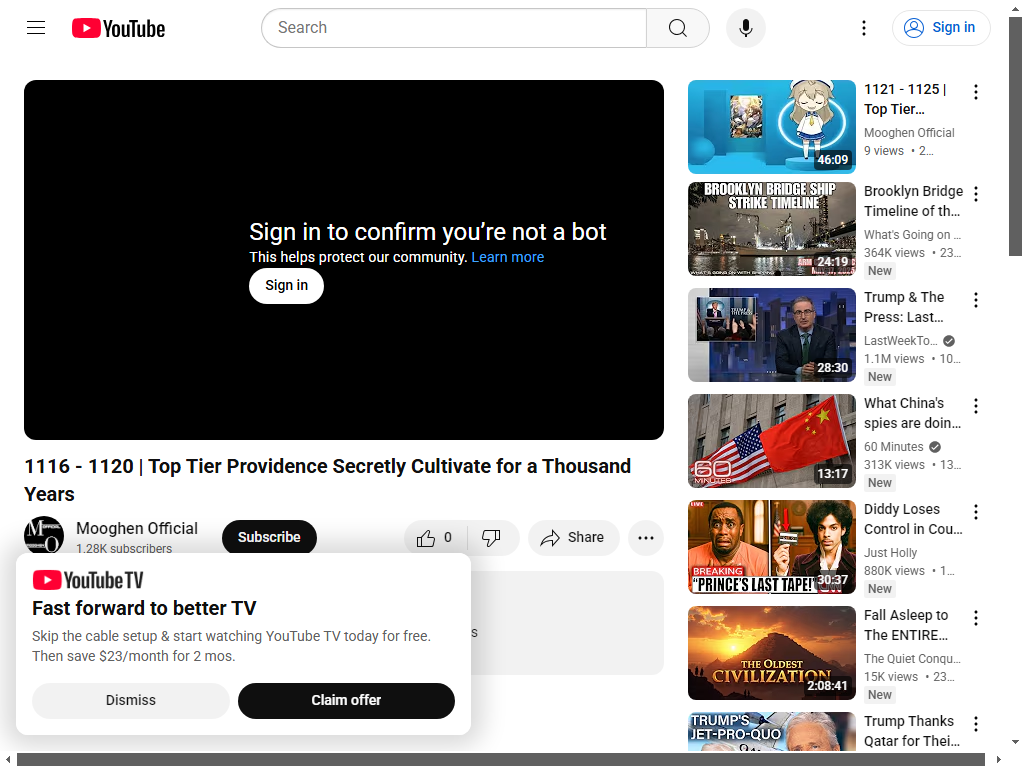 YouTube
Search
Sign in
Sign in to confirm you’re not a bot
This helps protect our community. Learn more
Sign in
1116 - 1120 | Top Tier Providence Secretly Cultivate for a Thousand
Years
Mooghen Official
1.28K subscribers
Subscribe
0
Share
s
YouTube TV
Fast forward to better TV
Skip the cable setup & start watching YouTube TV today for free.
Then save $23/month for 2 mos.
Dismiss
Claim offer
46:09
1121 - 1125 |
Top Tier…
Mooghen Official
9 views • 2…
BROOKLYN BRIDGE SHIP
STRIKE TIMELINE
24:19
Brooklyn Bridge
Timeline of th…
What's Going on …
364K views • 23…
New
28:30
Trump & The
Press: Last…
LastWeekTo…
1.1M views • 10…
New
60
MINUTES
13:17
What China's
spies are doin…
60 Minutes
313K views • 13…
New
BREAKING
"PRINCE'S LAST TAPE!"
30:37
Diddy Loses
Control in Cou…
Just Holly
880K views • 1…
New
THE OLDEST
CIVILIZATION
2:08:41
Fall Asleep to
The ENTIRE…
The Quiet Conqu…
15K views • 23…
New
TRUMP'S
JET-PRO-QUO
Trump Thanks
Qatar for Thei…